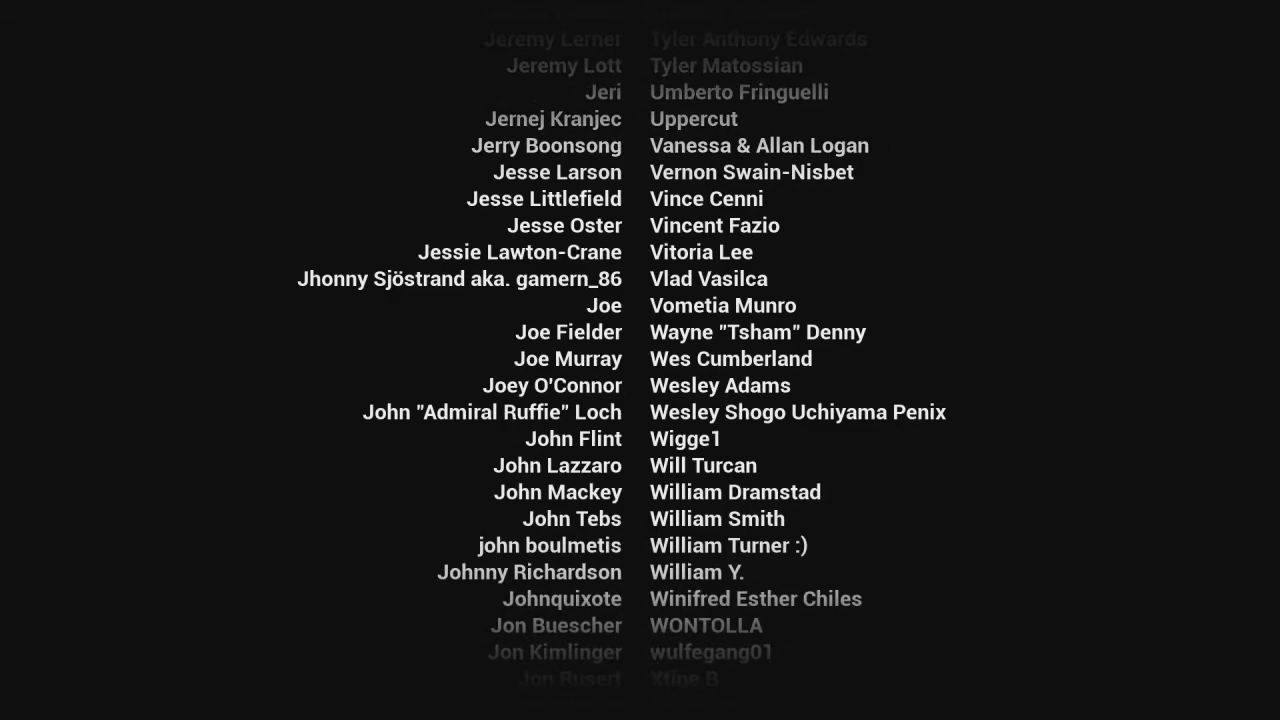 Jeremy Lerner Tyler Anthony Edwards
Jeremy Lott Tyler Matossian
Jeri Umberto Fringuelli
Jernej Kranjec Uppercut
Jerry Boonsong Vanessa & Allan Logan
Jesse Larson Vernon Swain-Nisbet
Jesse Littlefield Vince Cenni
Jesse Oster Vincent Fazio
Jessie Lawton-Crane Vitoria Lee
Jhonny Sjöstrand aka. gamern_86 Vlad Vasilca
Joe Vometia Munro
Joe Fielder Wayne "Tsham" Denny
Joe Murray Wes Cumberland
Joey O'Connor Wesley Adams
John "Admiral Ruffie" Loch Wesley Shogo Uchiyama Penix
John Flint Wigge1
John Lazzaro Will Turcan
John Mackey William Dramstad
John Tebs William Smith
john boulmetis William Turner :)
Johnny Richardson William Y.
Johnquixote Winifred Esther Chiles
Jon Buescher WONTOLLA
Jon Kimlinger wulfegang01
Jon Rusert Xtine B